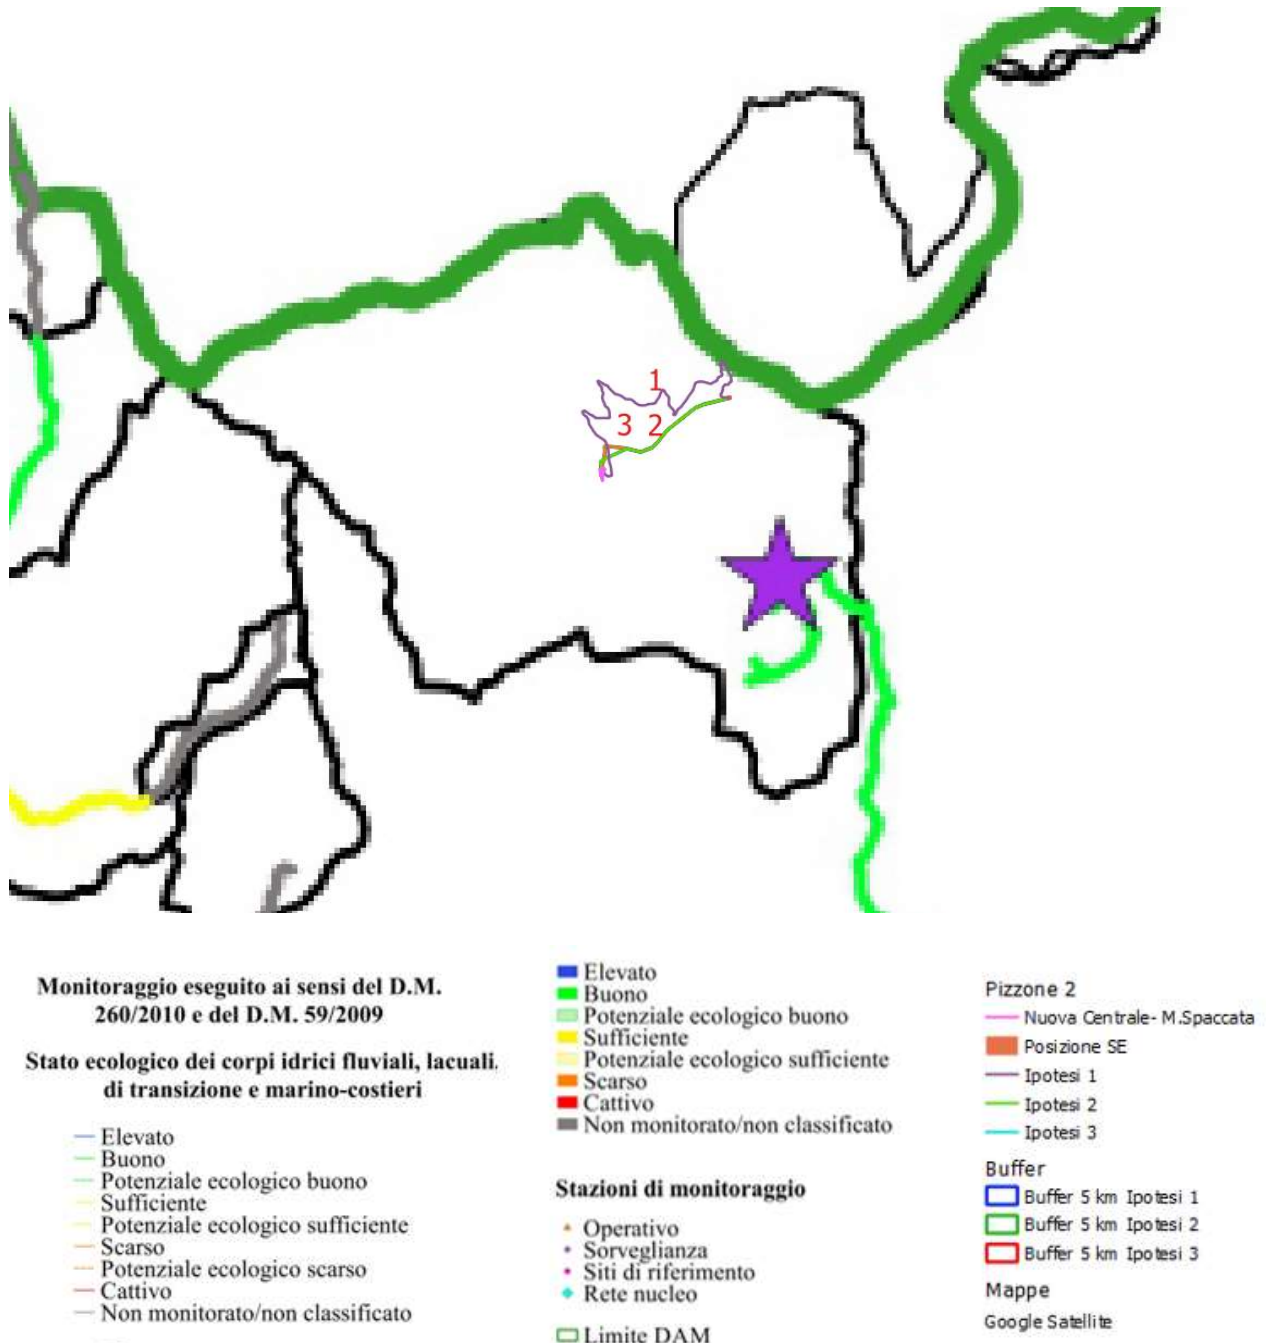 1
3 2
Monitoraggio eseguito ai sensi del D.M.
260/2010 e del D.M. 59/2009
Stato ecologico dei corpi idrici fluviali, lacuali,
di transizione e marino-costieri
Elevato
Buono
Potenziale ecologico buono
Sufficiente
Potenziale ecologico sufficiente
Scarso
Potenziale ecologico scarso
Cattivo
Non monitorato/non classificato
Elevato
Buono
Potenziale ecologico buono
Sufficiente
Potenziale ecologico sufficiente
Scarso
Cattivo
Non monitorato/non classificato
Stazioni di monitoraggio
Operativo
Sorveglianza
Siti di riferimento
Rete nucleo
Limite DAM
Pizzone 2
Nuova Centrale- M.Spaccata
Posizione SE
Ipotesi 1
Ipotesi 2
Ipotesi 3
Buffer
Buffer 5 km Ipotesi 1
Buffer 5 km Ipotesi 2
Buffer 5 km Ipotesi 3
Mappe
Google Satellite